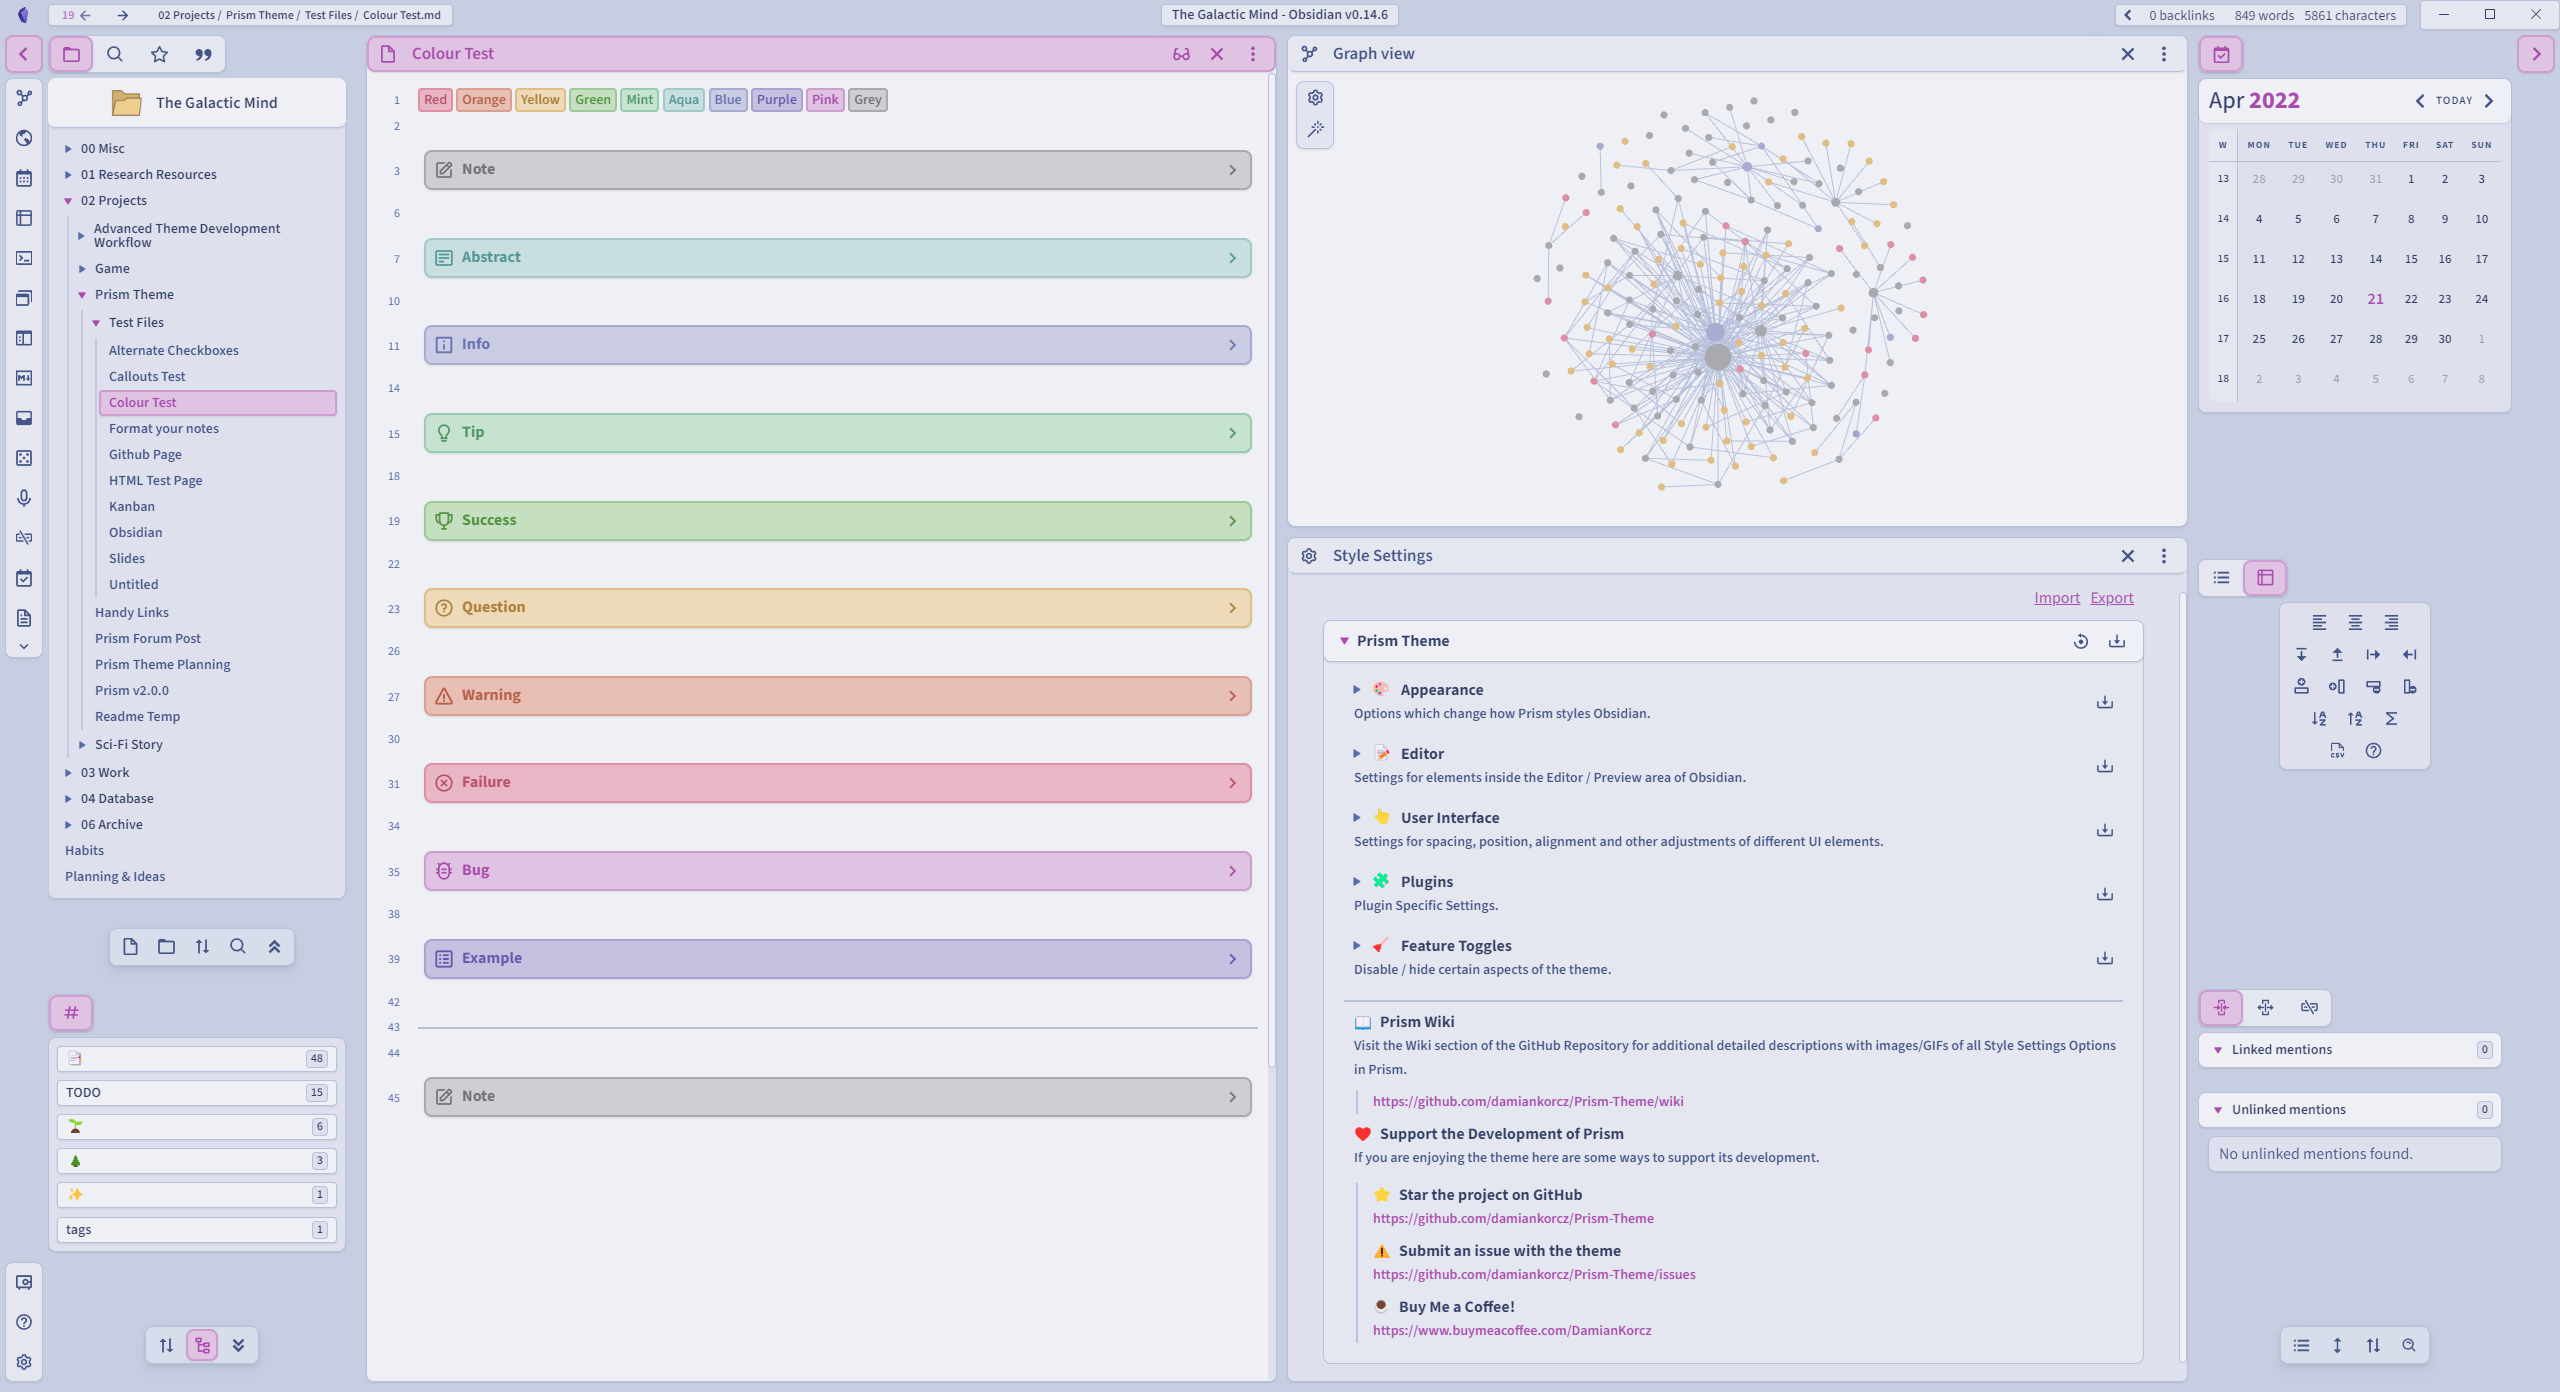 19
02 Projects / Prism Theme / Test Files / Colour Test.md
The Galactic Mind - Obsidian v0.14.6
0 backlinks 849 words 5861 characters
The Galactic Mind
00 Misc
01 Research Resources
02 Projects
Advanced Theme Development
Workflow
Game
Prism Theme
Test Files
Alternate Checkboxes
Callouts Test
Colour Test
Format your notes
Github Page
HTML Test Page
Kanban
Obsidian
Slides
Untitled
Handy Links
Prism Forum Post
Prism Theme Planning
Prism v2.0.0
Readme Temp
Sci-Fi Story
03 Work
04 Database
06 Archive
Habits
Planning & Ideas
#
48
TODO 15
6
3
1
tags 1
Colour Test
1 Red Orange Yellow Green Mint Aqua Blue Purple Pink Grey
2
3 Note
6
7 Abstract
10
11 Info
14
15 Tip
18
19 Success
22
23 Question
26
27 Warning
30
31 Failure
34
35 Bug
38
39 Example
42
43
44
45 Note
Graph view
Style Settings
Import Export
Prism Theme
Appearance
Options which change how Prism styles Obsidian.
Editor
Settings for elements inside the Editor / Preview area of Obsidian.
User Interface
Settings for spacing, position, alignment and other adjustments of different UI elements.
Plugins
Plugin Specific Settings.
Feature Toggles
Disable / hide certain aspects of the theme.
Prism Wiki
Visit the Wiki section of the GitHub Repository for additional detailed descriptions with images/GIFs of all Style Settings Options
in Prism.
https://github.com/damiankorcz/Prism-Theme/wiki
Support the Development of Prism
If you are enjoying the theme here are some ways to support its development.
Star the project on GitHub
https://github.com/damiankorcz/Prism-Theme
Submit an issue with the theme
https://github.com/damiankorcz/Prism-Theme/issues
Buy Me a Coffee!
https://www.buymeacoffee.com/DamianKorcz
Apr 2022 TODAY
W MON TUE WED THU FRI SAT SUN
13 28 29 30 31 1 2 3
14 4 5 6 7 8 9 10
15 11 12 13 14 15 16 17
16 18 19 20 21 22 23 24
17 25 26 27 28 29 30 1
18 2 3 4 5 6 7 8
CSV
Linked mentions 0
Unlinked mentions 0
No unlinked mentions found.